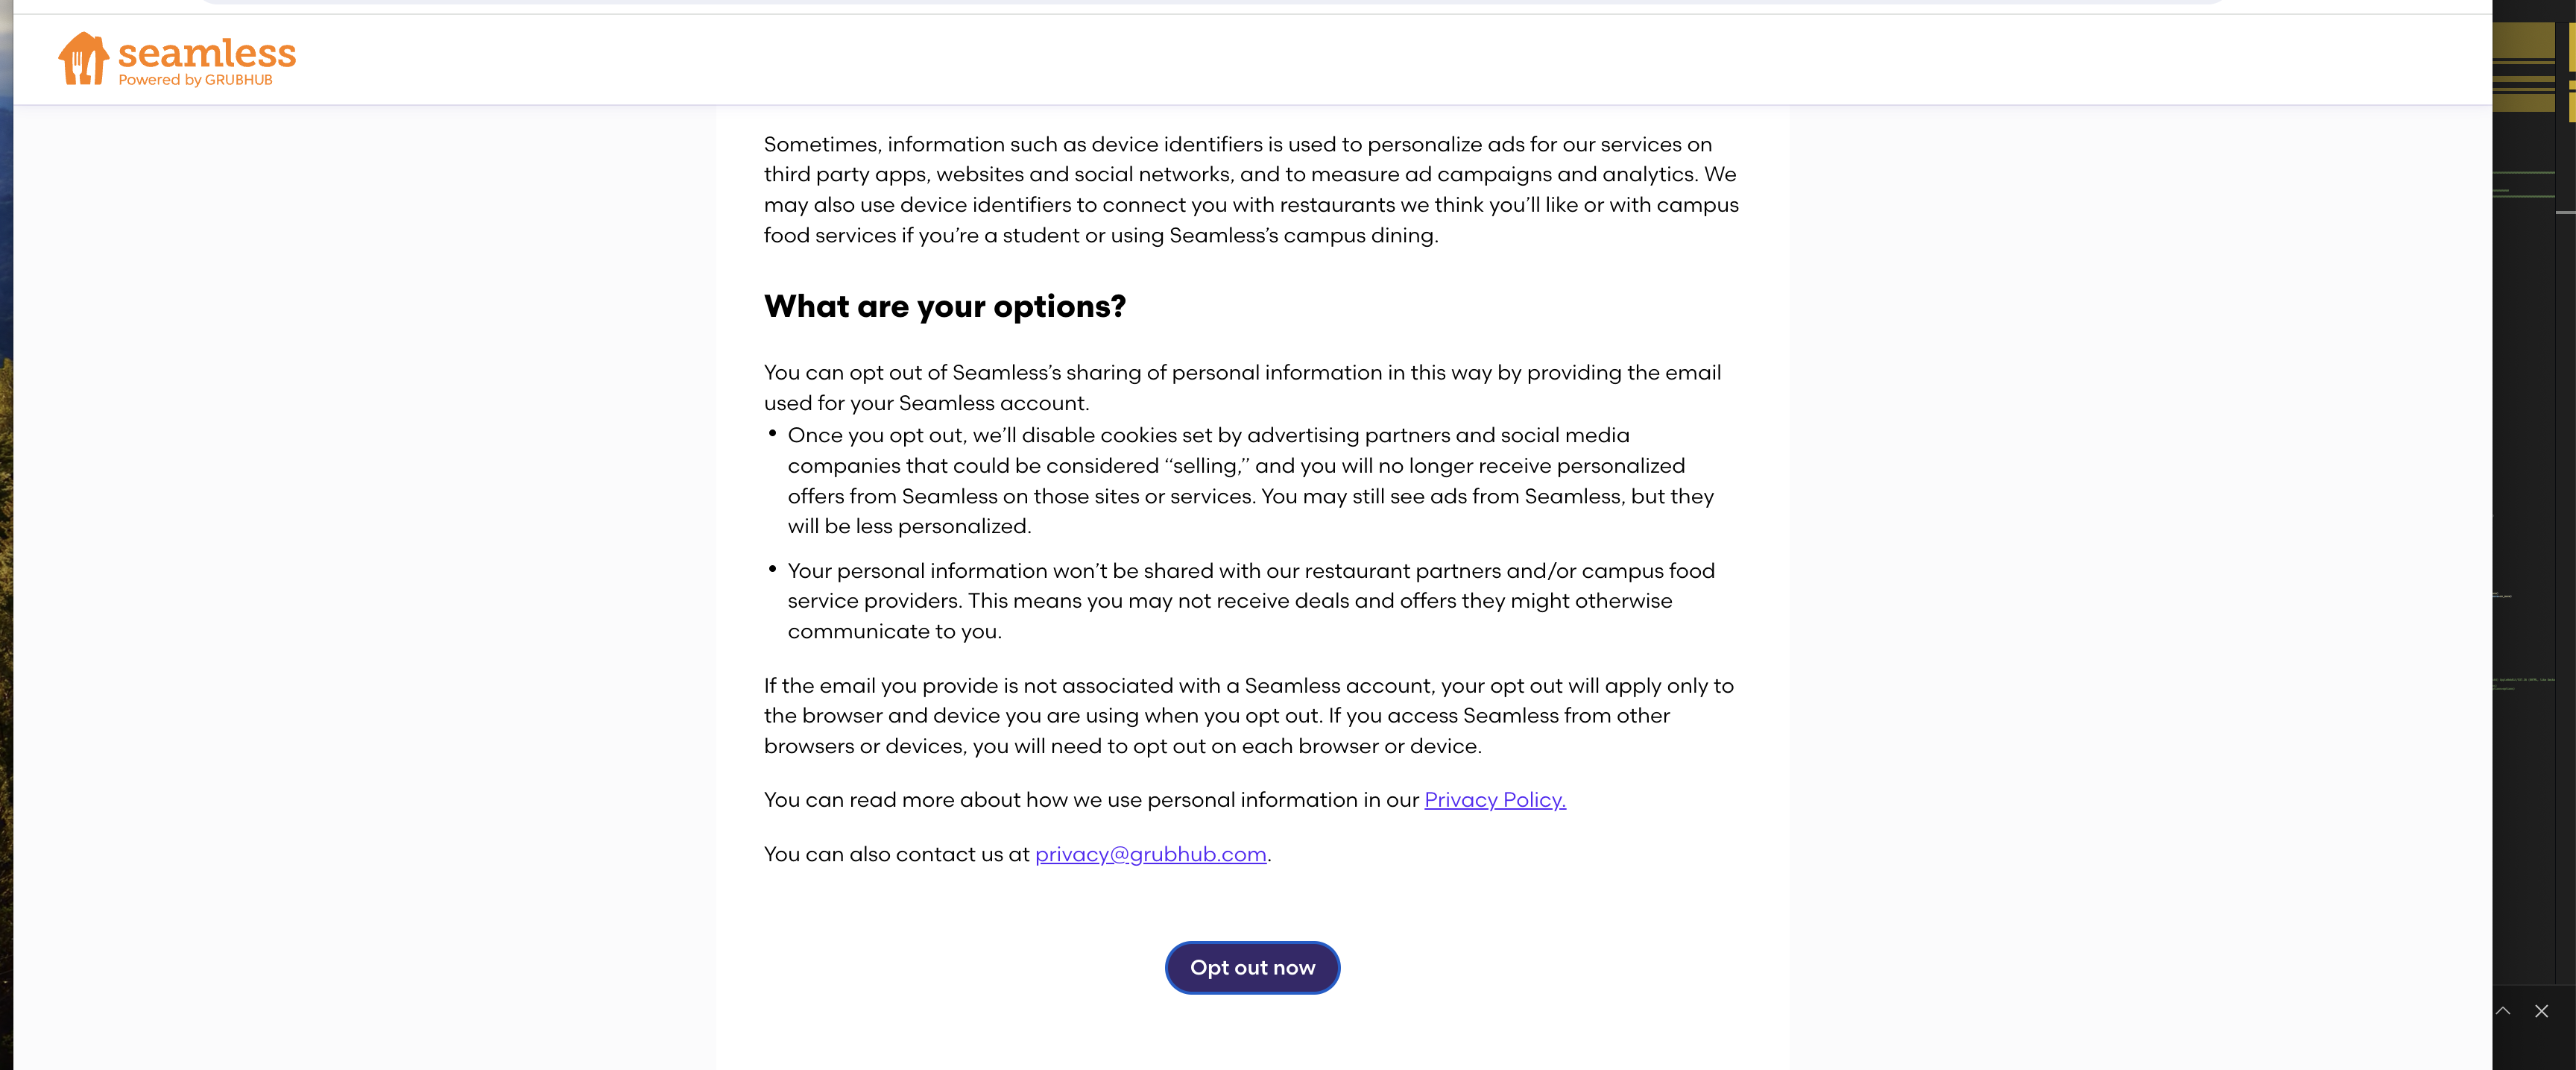 seamless
Powered by GRUBHUB
Sometimes, information such as device identifiers is used to personalize ads for our services on
third party apps, websites and social networks, and to measure ad campaigns and analytics. We
may also use device identifiers to connect you with restaurants we think you’ll like or with campus
food services if you’re a student or using Seamless’s campus dining.
What are your options?
You can opt out of Seamless’s sharing of personal information in this way by providing the email
used for your Seamless account.
• Once you opt out, we’ll disable cookies set by advertising partners and social media
companies that could be considered “selling,” and you will no longer receive personalized
offers from Seamless on those sites or services. You may still see ads from Seamless, but they
will be less personalized.
• Your personal information won’t be shared with our restaurant partners and/or campus food
service providers. This means you may not receive deals and offers they might otherwise
communicate to you.
If the email you provide is not associated with a Seamless account, your opt out will apply only to
the browser and device you are using when you opt out. If you access Seamless from other
browsers or devices, you will need to opt out on each browser or device.
You can read more about how we use personal information in our Privacy Policy.
You can also contact us at privacy@grubhub.com.
Opt out now